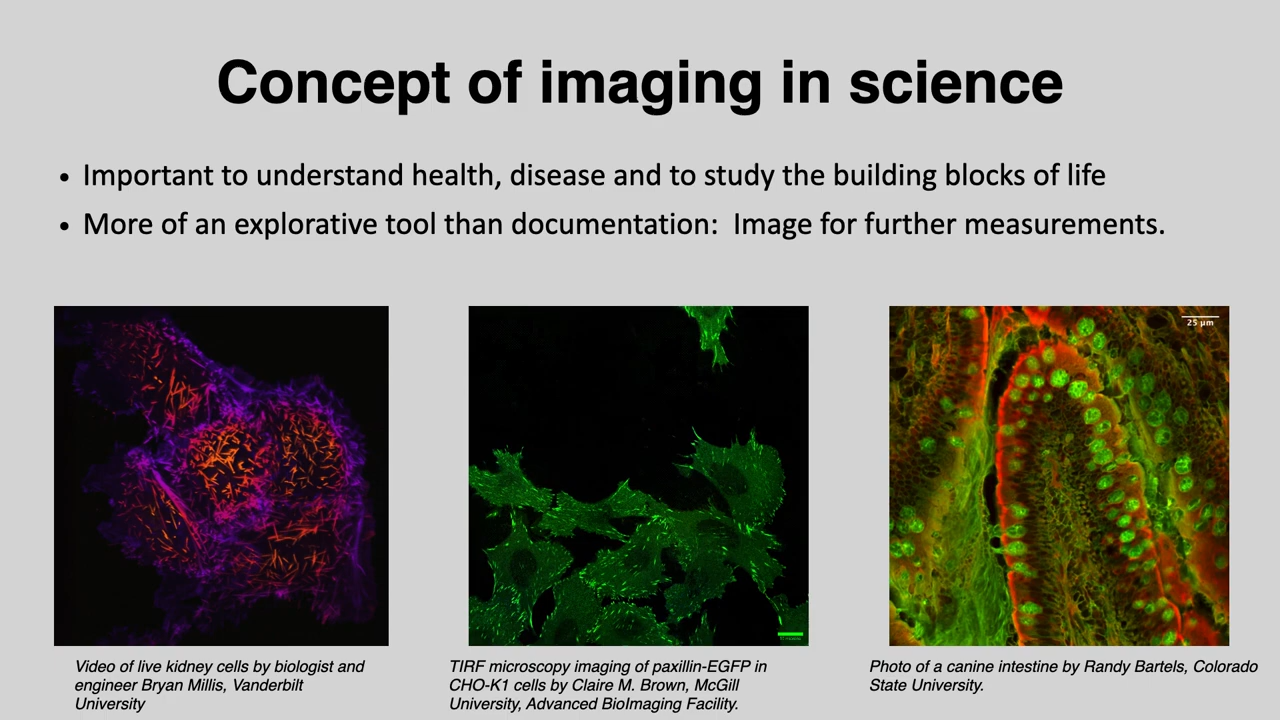 Concept of imaging in science
• Important to understand health, disease and to study the building blocks of life
• More of an explorative tool than documentation:  Image for further measurements.
25 µm
Video of live kidney cells by biologist and
engineer Bryan Millis, Vanderbilt
University
TIRF microscopy imaging of paxillin-EGFP in
CHO-K1 cells by Claire M. Brown, McGill
University, Advanced BioImaging Facility.
Photo of a canine intestine by Randy Bartels, Colorado
State University.